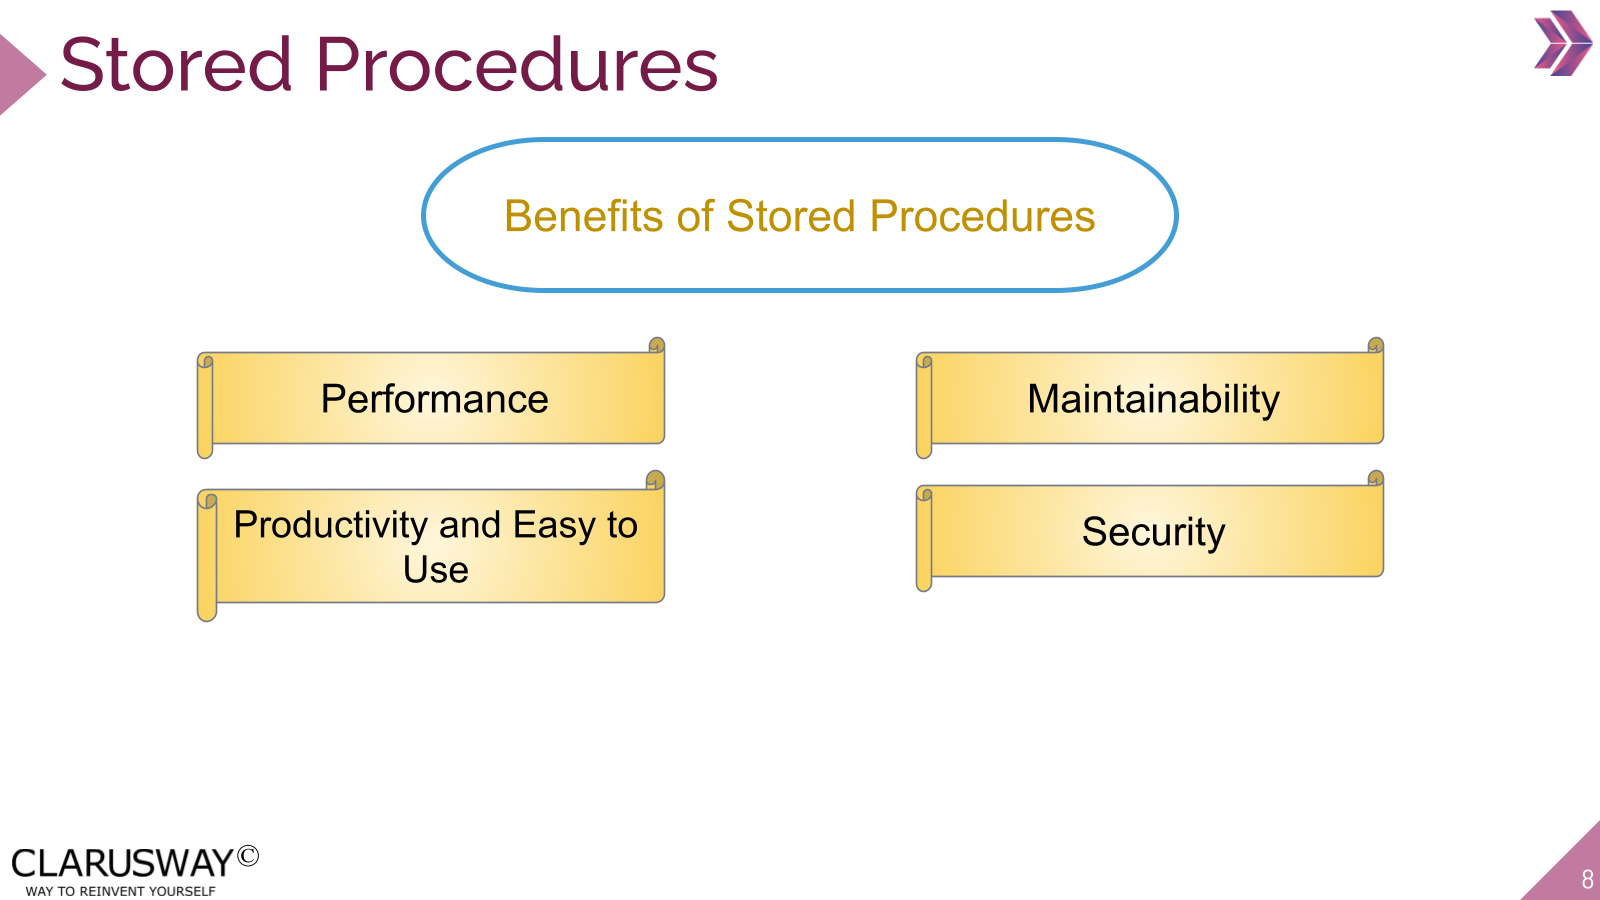 Stored Procedures
Benefits of Stored Procedures
Performance
Maintainability
Productivity and Easy to
Use
Security
CLARUSWAY©
WAY TO REINVENT YOURSELF
8